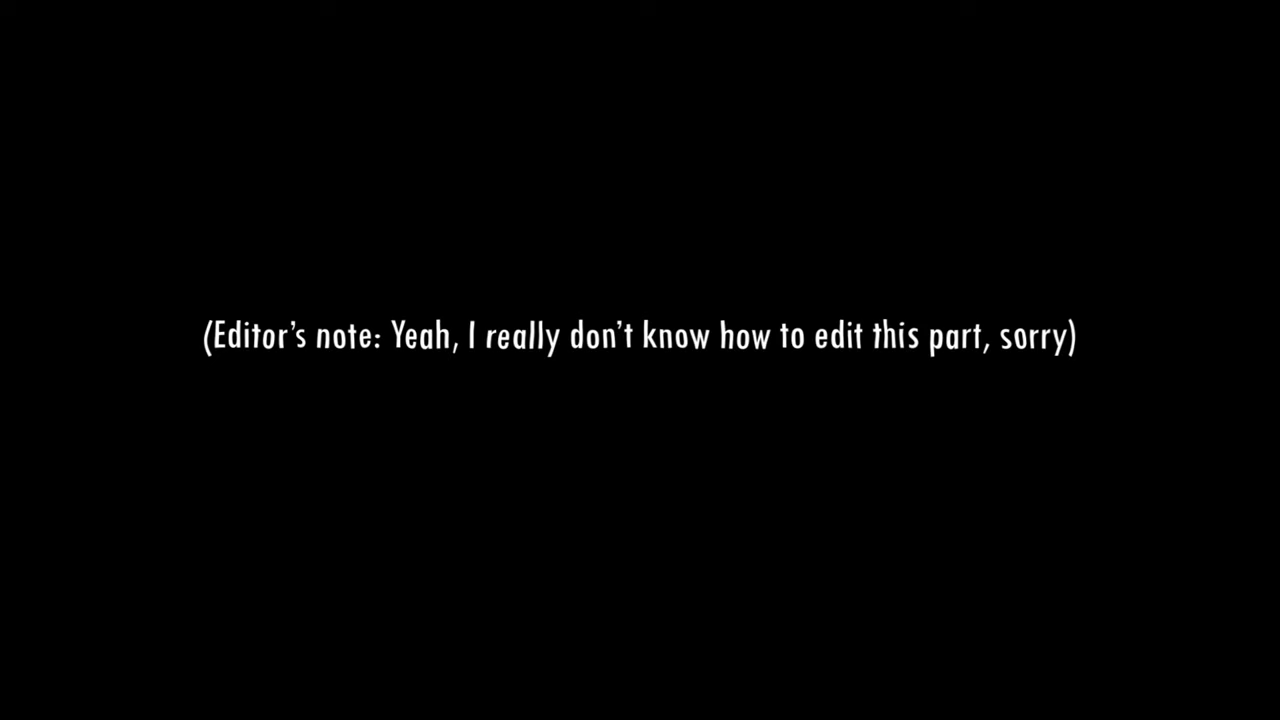 (Editor’s note: Yeah, I really don’t know how to edit this part, sorry)